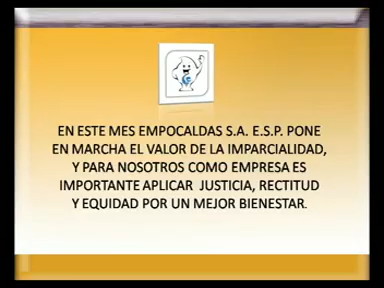 EN ESTE MES EMPOCALDAS S.A. E.S.P. PONE
EN MARCHA EL VALOR DE LA IMPARCIALIDAD,
Y PARA NOSOTROS COMO EMPRESA ES
IMPORTANTE APLICAR JUSTICIA, RECTITUD
Y EQUIDAD POR UN MEJOR BIENESTAR.